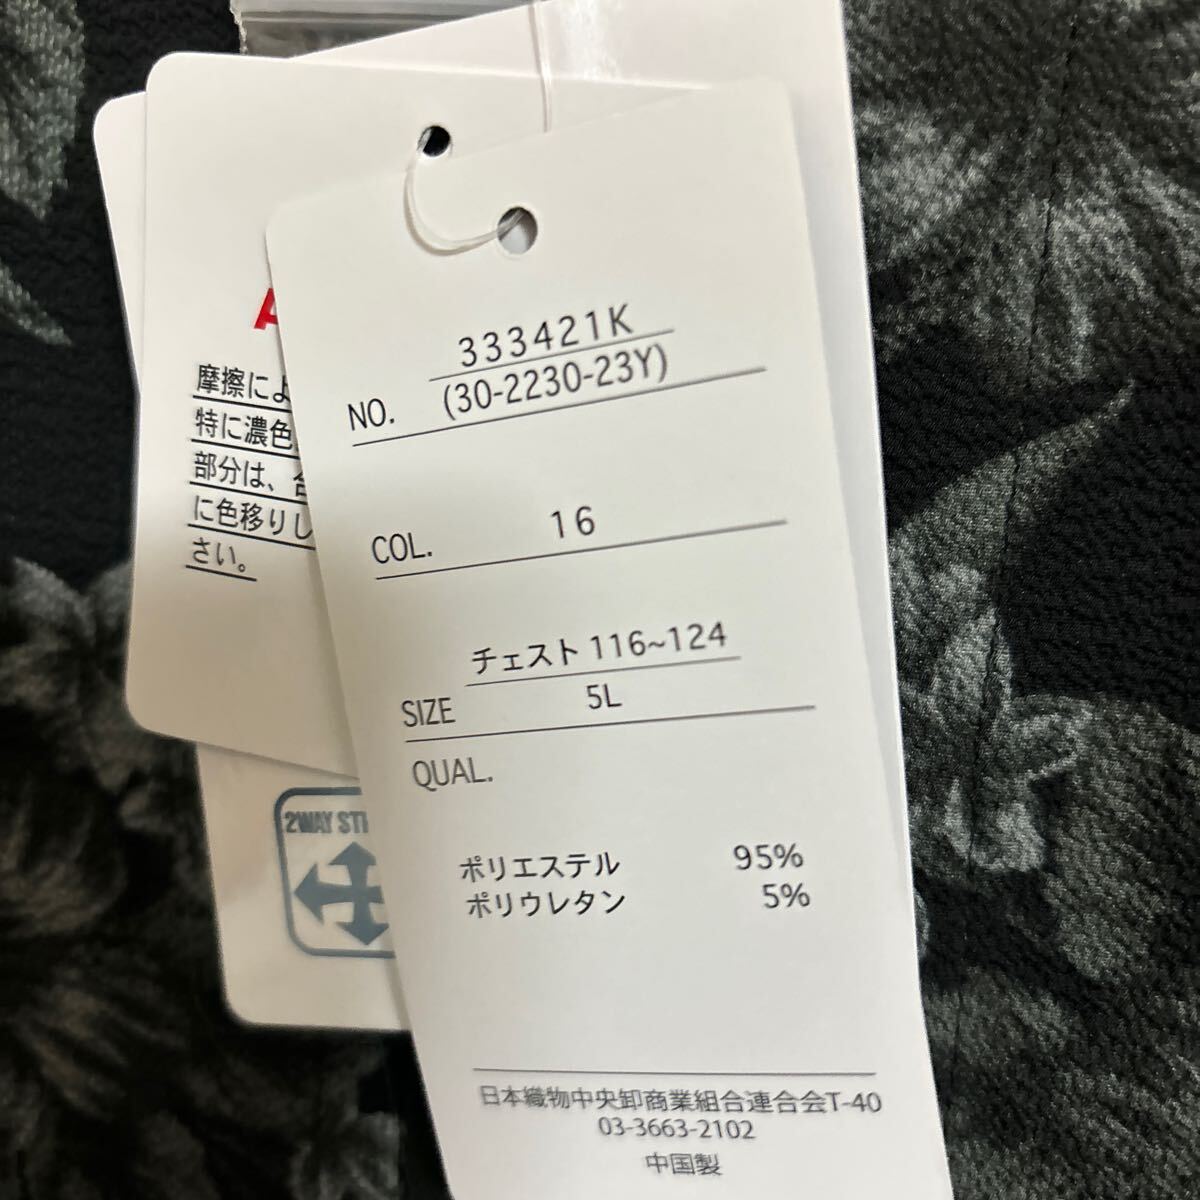 333421K
NO. (30-2230-23Y)
COL. 16
チェスト 116~124
SIZE 5L
QUAL.
ポリエステル 95%
ポリウレタン 5%
日本織物中央卸商業組合連合会T-40
03-3663-2102
中国製
摩擦によ
特に濃色
部分は、
に色移りし
さい。
2WAY